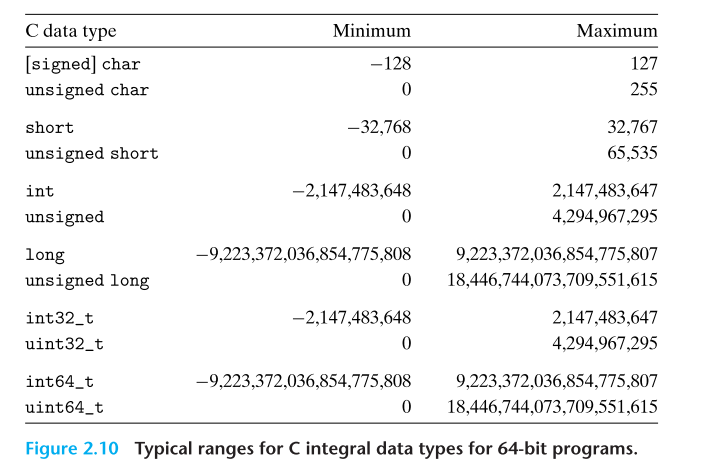 C data type Minimum Maximum
[signed] char −128 127
unsigned char 0 255
short −32,768 32,767
unsigned short 0 65,535
int −2,147,483,648 2,147,483,647
unsigned 0 4,294,967,295
long −9,223,372,036,854,775,808 9,223,372,036,854,775,807
unsigned long 0 18,446,744,073,709,551,615
int32_t −2,147,483,648 2,147,483,647
uint32_t 0 4,294,967,295
int64_t −9,223,372,036,854,775,808 9,223,372,036,854,775,807
uint64_t 0 18,446,744,073,709,551,615
Figure 2.10 Typical ranges for C integral data types for 64-bit programs.